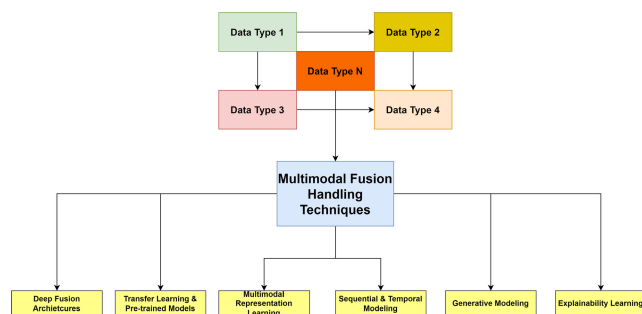 Data Type 1
Data Type 2
Data Type N
Data Type 3
Data Type 4
Multimodal Fusion
Handling
Techniques
Deep Fusion
Archietcures
Transfer Learning &
Pre-trained Models
Multimodal
Representation
Learning
Sequential & Temporal
Modeling
Generative Modeling
Explainability Learning